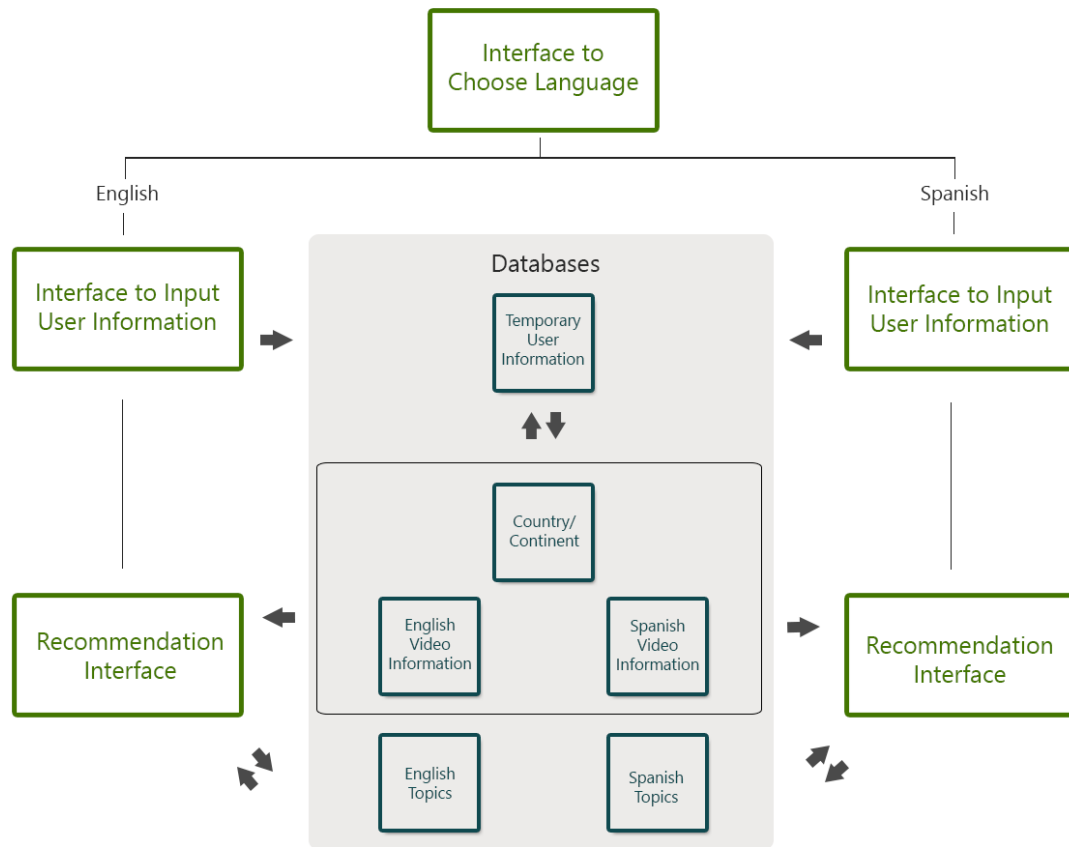 Interface to
Choose Language
English
Spanish
Interface to Input
User Information
Databases
Interface to Input
User Information
Temporary
User
Information
Country/
Continent
Recommendation
Interface
English
Video
Information
Spanish
Video
Information
Recommendation
Interface
English
Topics
Spanish
Topics